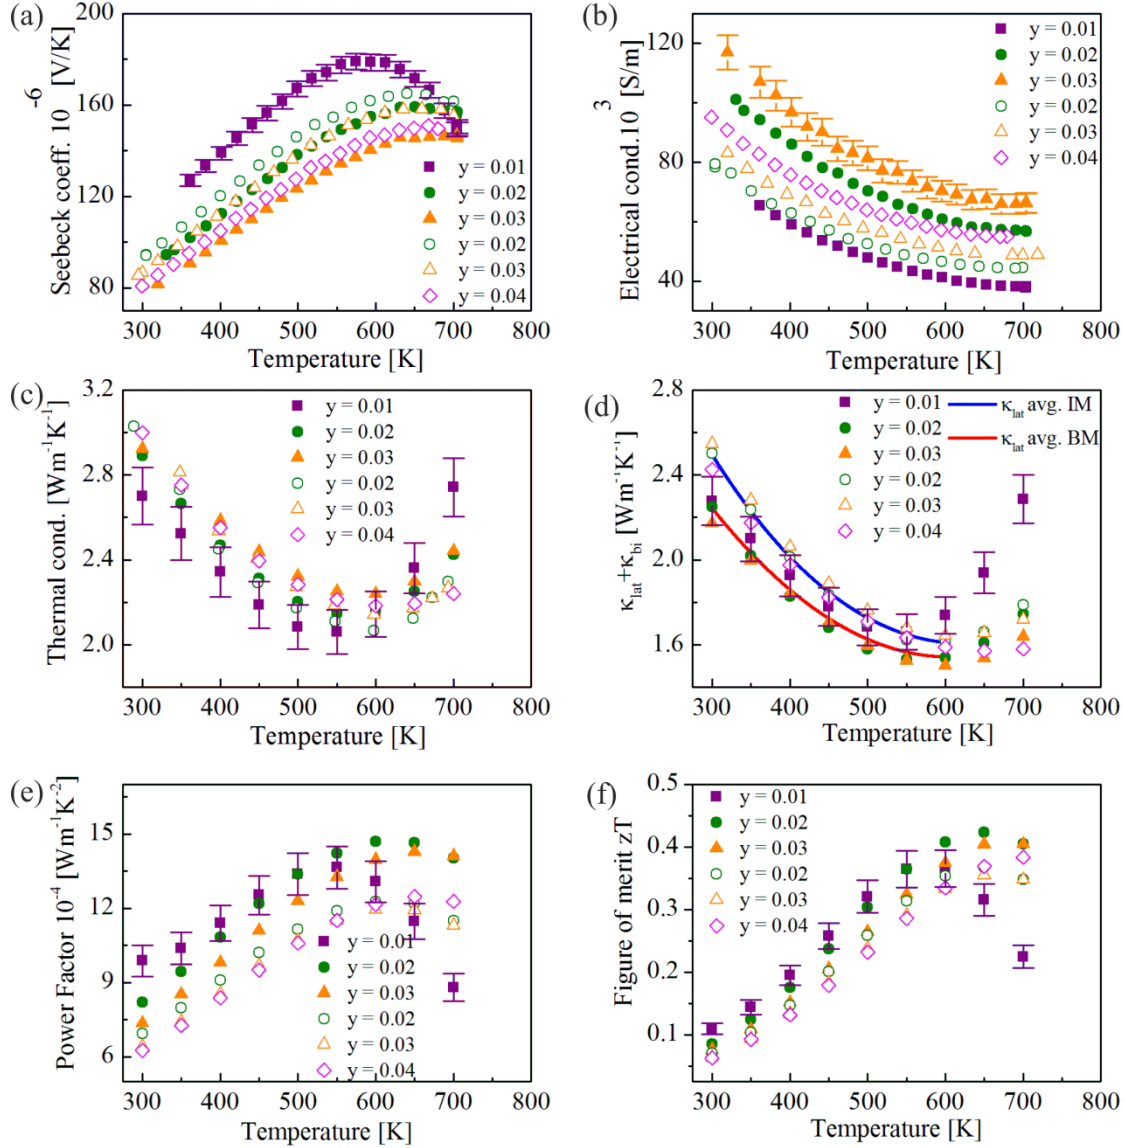 (a)
Seebeck coeff. 10⁻⁶ [V/K]
200
160
120
80
y = 0.01
y = 0.02
y = 0.03
y = 0.02
y = 0.03
y = 0.04
300 400 500 600 700 800
Temperature [K]
(b)
Electrical cond.10³ [S/m]
120
80
40
y = 0.01
y = 0.02
y = 0.03
y = 0.02
y = 0.03
y = 0.04
300 400 500 600 700 800
Temperature [K]
(c)
Thermal cond. [Wm⁻¹K⁻¹]
3.2
2.8
2.4
2.0
y = 0.01
y = 0.02
y = 0.03
y = 0.02
y = 0.03
y = 0.04
300 400 500 600 700 800
Temperature [K]
(d)
κlat+κbi [Wm⁻¹K⁻¹]
2.8
2.4
2.0
1.6
y = 0.01
y = 0.02
y = 0.03
y = 0.02
y = 0.03
y = 0.04
κlat avg. IM
κlat avg. BM
300 400 500 600 700 800
Temperature [K]
(e)
Power Factor 10⁻⁴ [Wm⁻¹K⁻²]
15
12
9
6
y = 0.01
y = 0.02
y = 0.03
y = 0.02
y = 0.03
y = 0.04
300 400 500 600 700 800
Temperature [K]
(f)
Figure of merit zT
0.5
0.4
0.3
0.2
0.1
y = 0.01
y = 0.02
y = 0.03
y = 0.02
y = 0.03
y = 0.04
300 400 500 600 700 800
Temperature [K]